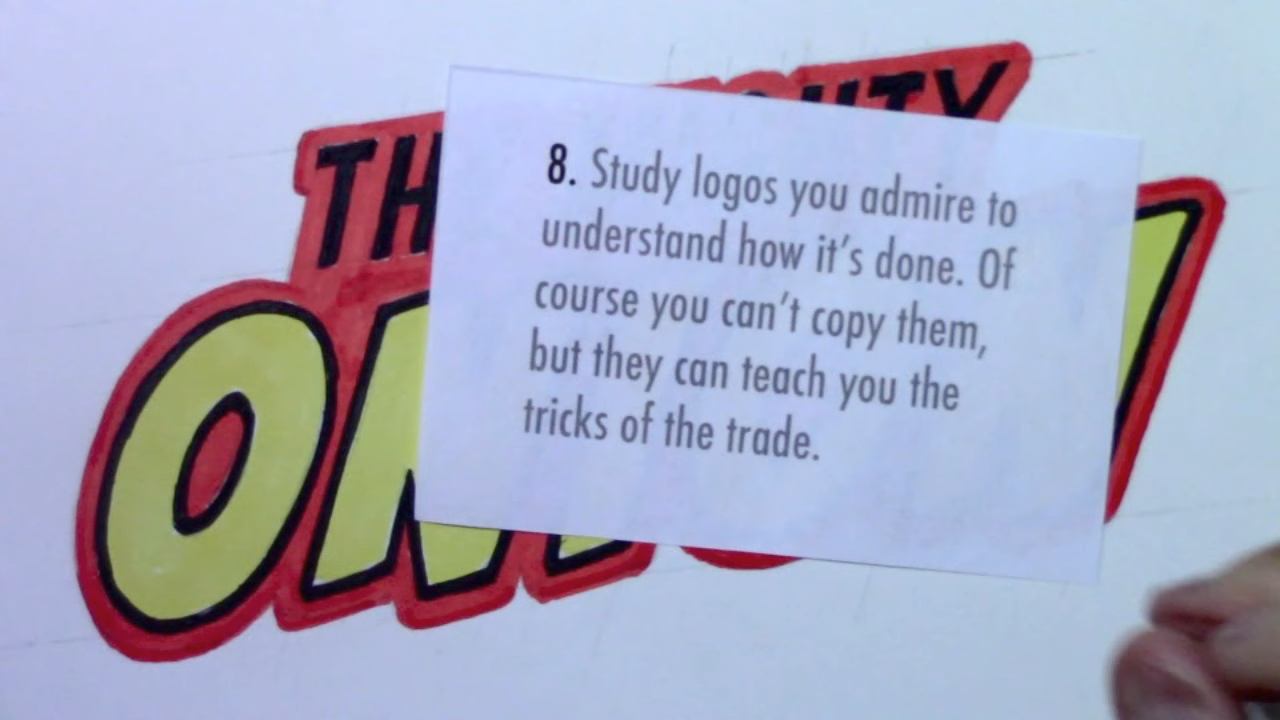 8. Study logos you admire to
understand how it's done. Of
course you can't copy them,
but they can teach you the
tricks of the trade.